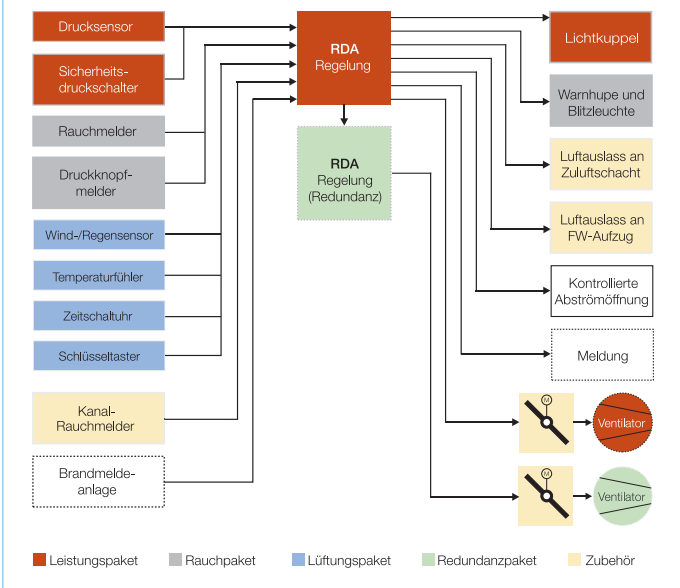 Drucksensor
Sicherheits-
druckschalter
Rauchmelder
Druckknopf-
melder
Wind-/Regensensor
Temperaturfühler
Zeitschaltuhr
Schlüsseltaster
Kanal-
Rauchmelder
Brandmelde-
anlage
RDA
Regelung
RDA
Regelung
(Redundanz)
Lichtkuppel
Warnhupe und
Blitzleuchte
Luftauslass an
Zuluftschacht
Luftauslass an
FW-Aufzug
Kontrollierte
Abströmöffnung
Meldung
M
Ventilator
M
Ventilator
Leistungspaket
Rauchpaket
Lüftungspaket
Redundanzpaket
Zubehör